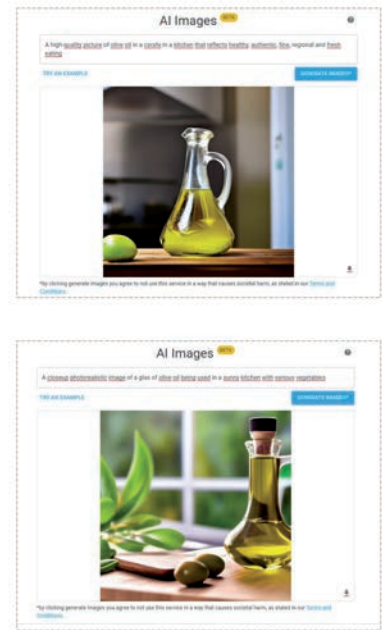 AI Images BETA
A high quality picture of olive oil in a carafe in a kitchen that reflects healthy, authentic, fine, regional and fresh
eating
TRY AN EXAMPLE GENERATE IMAGES*
*by clicking generate images you agree to not use this service in a way that causes societal harm, as stated in our Terms and
Conditions.
AI Images BETA
A closeup photorealistic image of a glas of olive oil being used in a sunny kitchen with various vegetables
TRY AN EXAMPLE GENERATE IMAGES*
*by clicking generate images you agree to not use this service in a way that causes societal harm, as stated in our Terms and
Conditions.